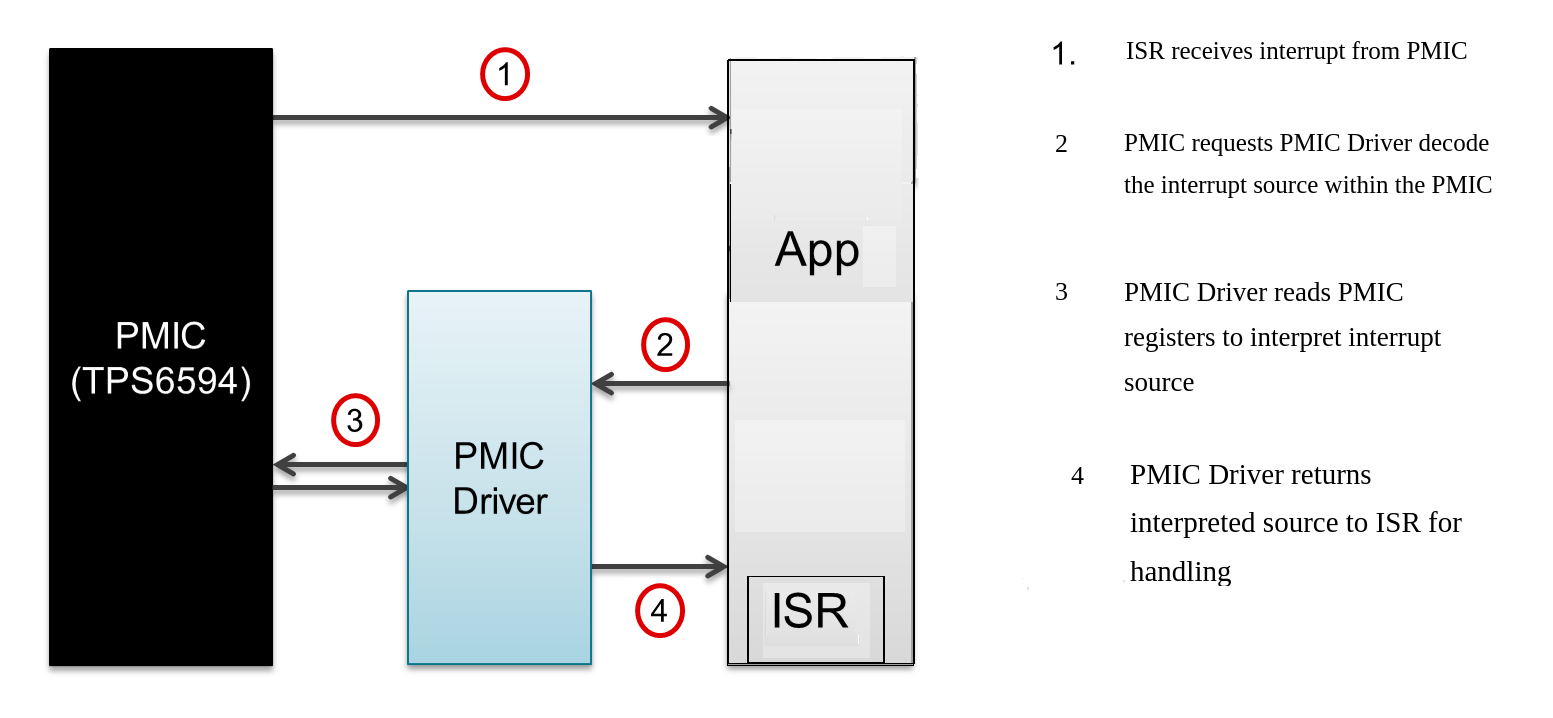 1
App
PMIC
(TPS6594)
2
3
PMIC
Driver
4
ISR
1. ISR receives interrupt from PMIC
2 PMIC requests PMIC Driver decode
the interrupt source within the PMIC
3 PMIC Driver reads PMIC
registers to interpret interrupt
source
4 PMIC Driver returns
interpreted source to ISR for
handling